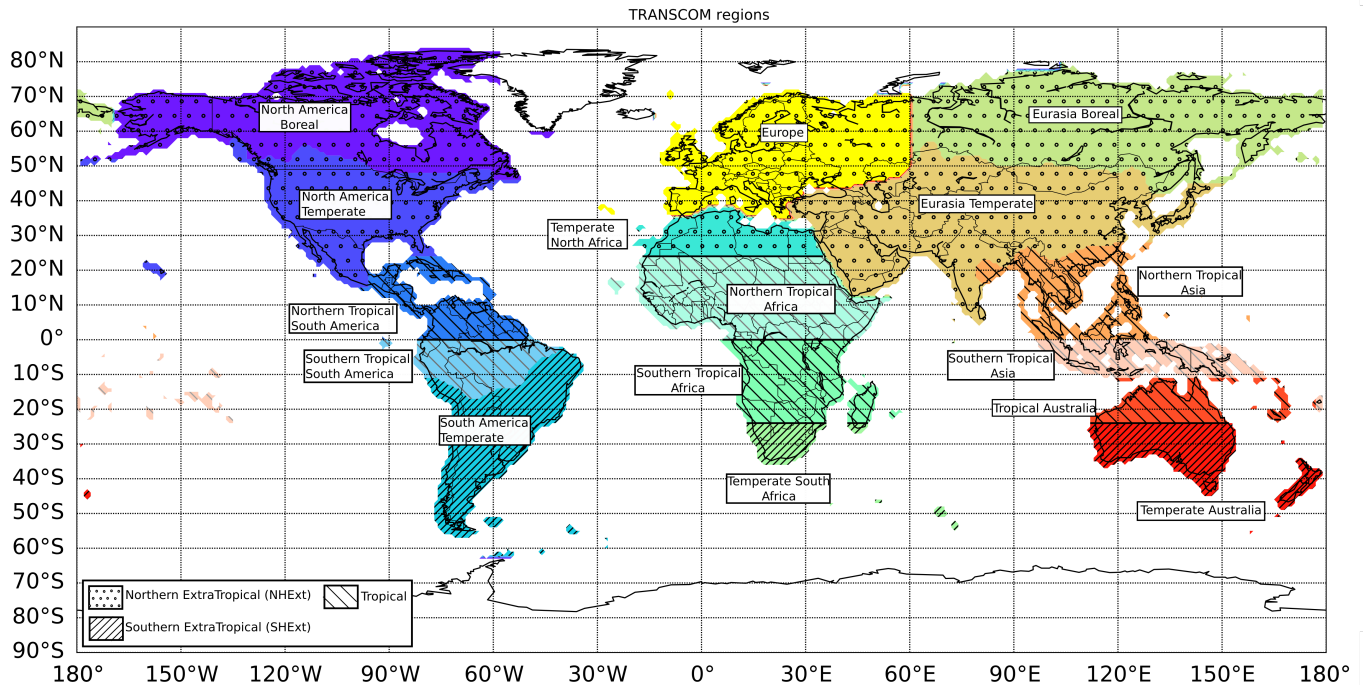 TRANSCOM regions
80°N
70°N
60°N
50°N
40°N
30°N
20°N
10°N
0°
10°S
20°S
30°S
40°S
50°S
60°S
70°S
80°S
90°S
North America
Boreal
Europe
Eurasia Boreal
North America
Temperate
Eurasia Temperate
Temperate
North Africa
Northern Tropical
Asia
Northern Tropical
Africa
Northern Tropical
South America
Southern Tropical
South America
Southern Tropical
Africa
Southern Tropical
Asia
Tropical Australia
South America
Temperate
Temperate South
Africa
Temperate Australia
Northern ExtraTropical (NHExt)
Tropical
Southern ExtraTropical (SHExt)
180 150°W 120°W 90°W 60°W 30°W 0° 30°E 60°E 90°E 120°E 150°E 180°